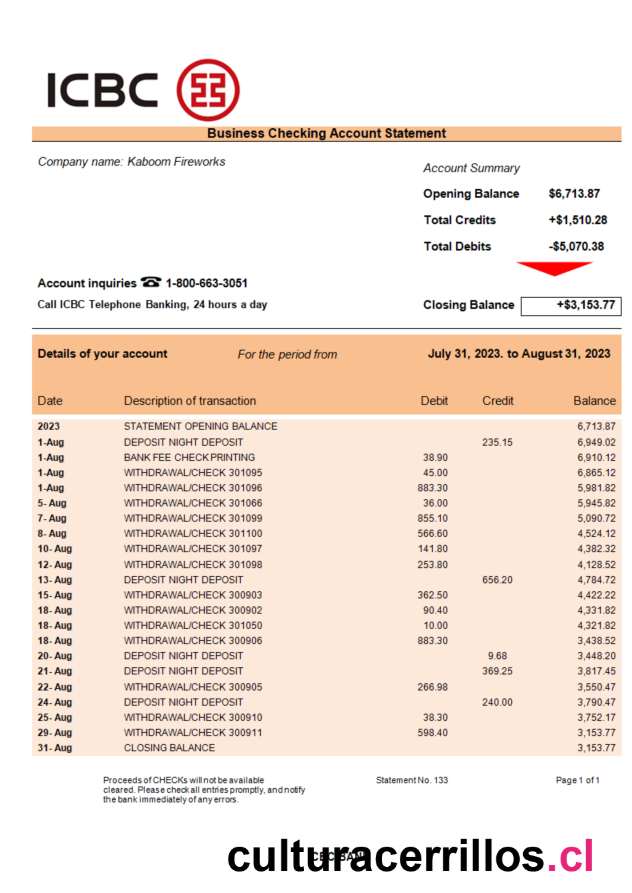 ICBC
Business Checking Account Statement
Company name: Kaboom Fireworks
Account Summary
Opening Balance $6,713.87
Total Credits +$1,510.28
Total Debits -$5,070.38
Account inquiries ☎ 1-800-663-3051
Call ICBC Telephone Banking, 24 hours a day
Closing Balance +$3,153.77
Details of your account For the period from July 31, 2023. to August 31, 2023
Date Description of transaction Debit Credit Balance
2023 STATEMENT OPENING BALANCE 6,713.87
1-Aug DEPOSIT NIGHT DEPOSIT 235.15 6,949.02
1-Aug BANK FEE CHECK PRINTING 38.90 6,910.12
1-Aug WITHDRAWAL/CHECK 301095 45.00 6,865.12
1-Aug WITHDRAWAL/CHECK 301096 883.30 5,981.82
5- Aug WITHDRAWAL/CHECK 301066 36.00 5,945.82
7- Aug WITHDRAWAL/CHECK 301099 855.10 5,090.72
8- Aug WITHDRAWAL/CHECK 301100 566.60 4,524.12
10- Aug WITHDRAWAL/CHECK 301097 141.80 4,382.32
12- Aug WITHDRAWAL/CHECK 301098 253.80 4,128.52
13- Aug DEPOSIT NIGHT DEPOSIT 656.20 4,784.72
15- Aug WITHDRAWAL/CHECK 300903 362.50 4,422.22
18- Aug WITHDRAWAL/CHECK 300902 90.40 4,331.82
18- Aug WITHDRAWAL/CHECK 301050 10.00 4,321.82
18- Aug WITHDRAWAL/CHECK 300906 883.30 3,438.52
20- Aug DEPOSIT NIGHT DEPOSIT 9.68 3,448.20
21- Aug DEPOSIT NIGHT DEPOSIT 369.25 3,817.45
22- Aug WITHDRAWAL/CHECK 300905 266.98 3,550.47
24- Aug DEPOSIT NIGHT DEPOSIT 240.00 3,790.47
25- Aug WITHDRAWAL/CHECK 300910 38.30 3,752.17
29- Aug WITHDRAWAL/CHECK 300911 598.40 3,153.77
31- Aug CLOSING BALANCE 3,153.77
Proceeds of CHECKs will not be available Statement No. 133 Page 1 of 1
cleared. Please check all entries promptly, and notify
the bank immediately of any errors.
culturacerrillos.cl